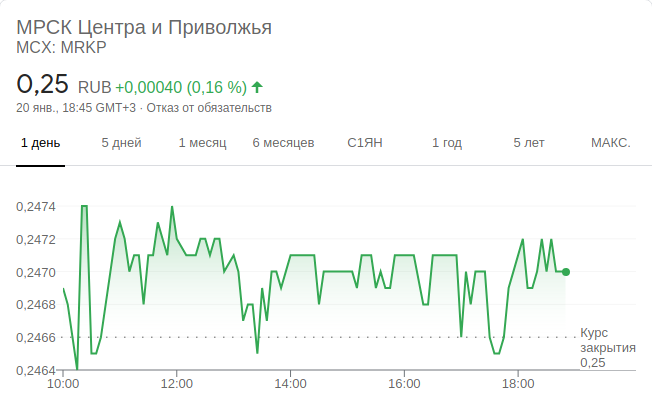 МРСК Центра и Приволжья
MCX: MRKP
0,25 RUB +0,00040 (0,16 %)
20 янв., 18:45 GMT+3 · Отказ от обязательств
1 день 5 дней 1 месяц 6 месяцев С1ЯН 1 год 5 лет МАКС.
0,2474
0,2472
0,2470
0,2468
0,2466
0,2464
Курс
закрытия
0,25
10:00 12:00 14:00 16:00 18:00